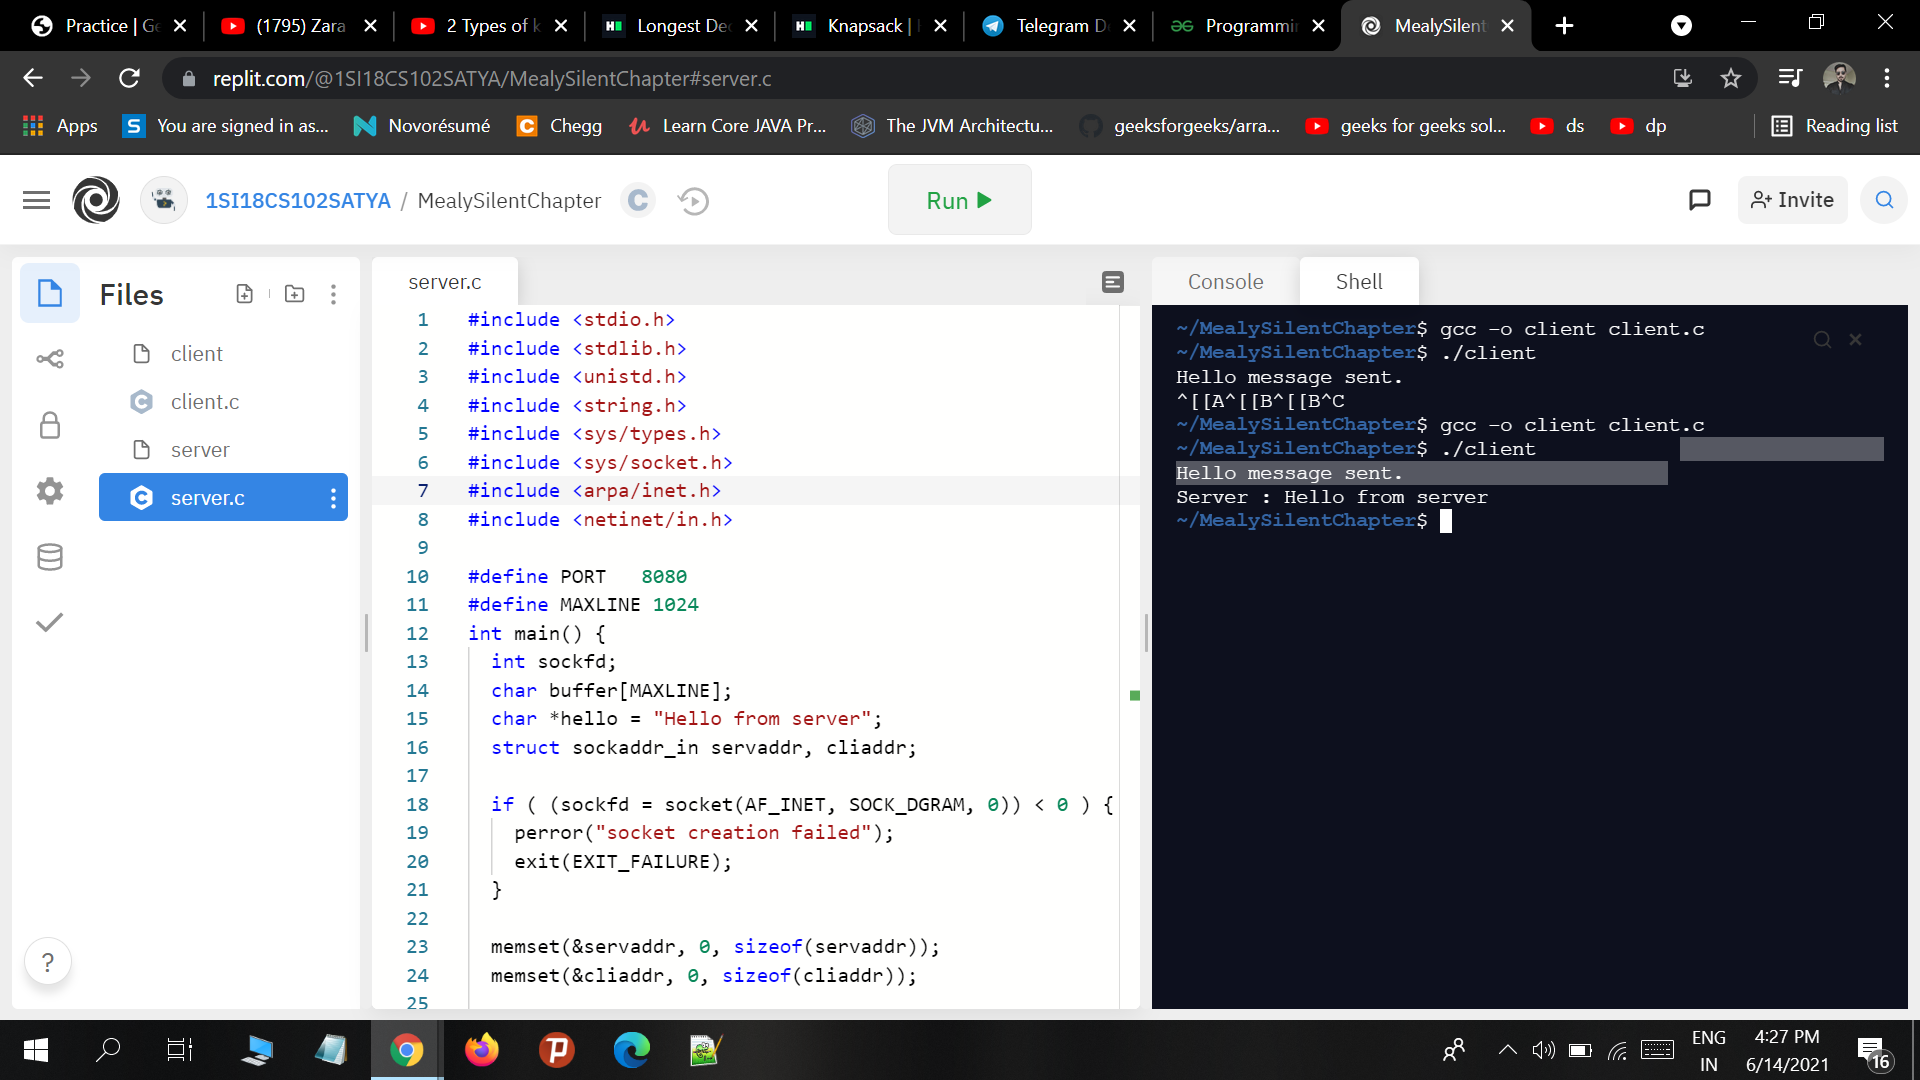 Practice | Ge
(1795) Zara
2 Types of k
Longest Dec
Knapsack |
Telegram D
Programmin
MealySilent
replit.com/@1SI18CS102SATYA/MealySilentChapter#server.c
Apps
You are signed in as...
Novorésumé
Chegg
Learn Core JAVA Pr...
The JVM Architectu...
geeksforgeeks/arra...
geeks for geeks sol...
ds
dp
Reading list
1SI18CS102SATYA / MealySilentChapter
Run
Invite
Files
client
client.c
server
server.c
server.c
1 #include <stdio.h>
2 #include <stdlib.h>
3 #include <unistd.h>
4 #include <string.h>
5 #include <sys/types.h>
6 #include <sys/socket.h>
7 #include <arpa/inet.h>
8 #include <netinet/in.h>
9
10 #define PORT   8080
11 #define MAXLINE 1024
12 int main() {
13 int sockfd;
14 char buffer[MAXLINE];
15 char *hello = "Hello from server";
16 struct sockaddr_in servaddr, cliaddr;
17
18 if ( (sockfd = socket(AF_INET, SOCK_DGRAM, 0)) < 0 ) {
19 perror("socket creation failed");
20 exit(EXIT_FAILURE);
21 }
22
23 memset(&servaddr, 0, sizeof(servaddr));
24 memset(&cliaddr, 0, sizeof(cliaddr));
25
Console
Shell
~/MealySilentChapter$ gcc -o client client.c
~/MealySilentChapter$ ./client
Hello message sent.
^[[A^[[B^[[B^C
~/MealySilentChapter$ gcc -o client client.c
~/MealySilentChapter$ ./client
Hello message sent.
Server : Hello from server
~/MealySilentChapter$
?
ENG
IN
4:27 PM
6/14/2021
16